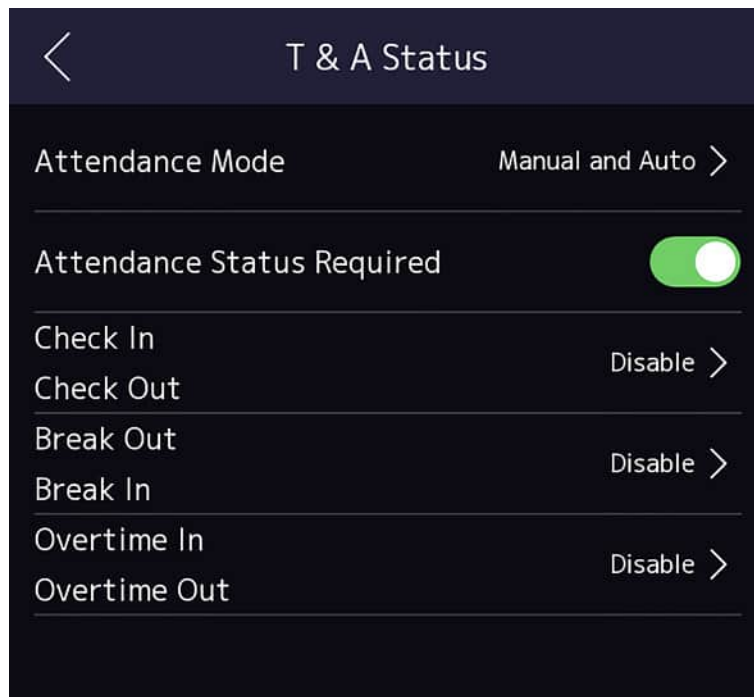 T & A Status
Attendance Mode
Manual and Auto
Attendance Status Required
Check In
Check Out
Disable
Break Out
Break In
Disable
Overtime In
Overtime Out
Disable